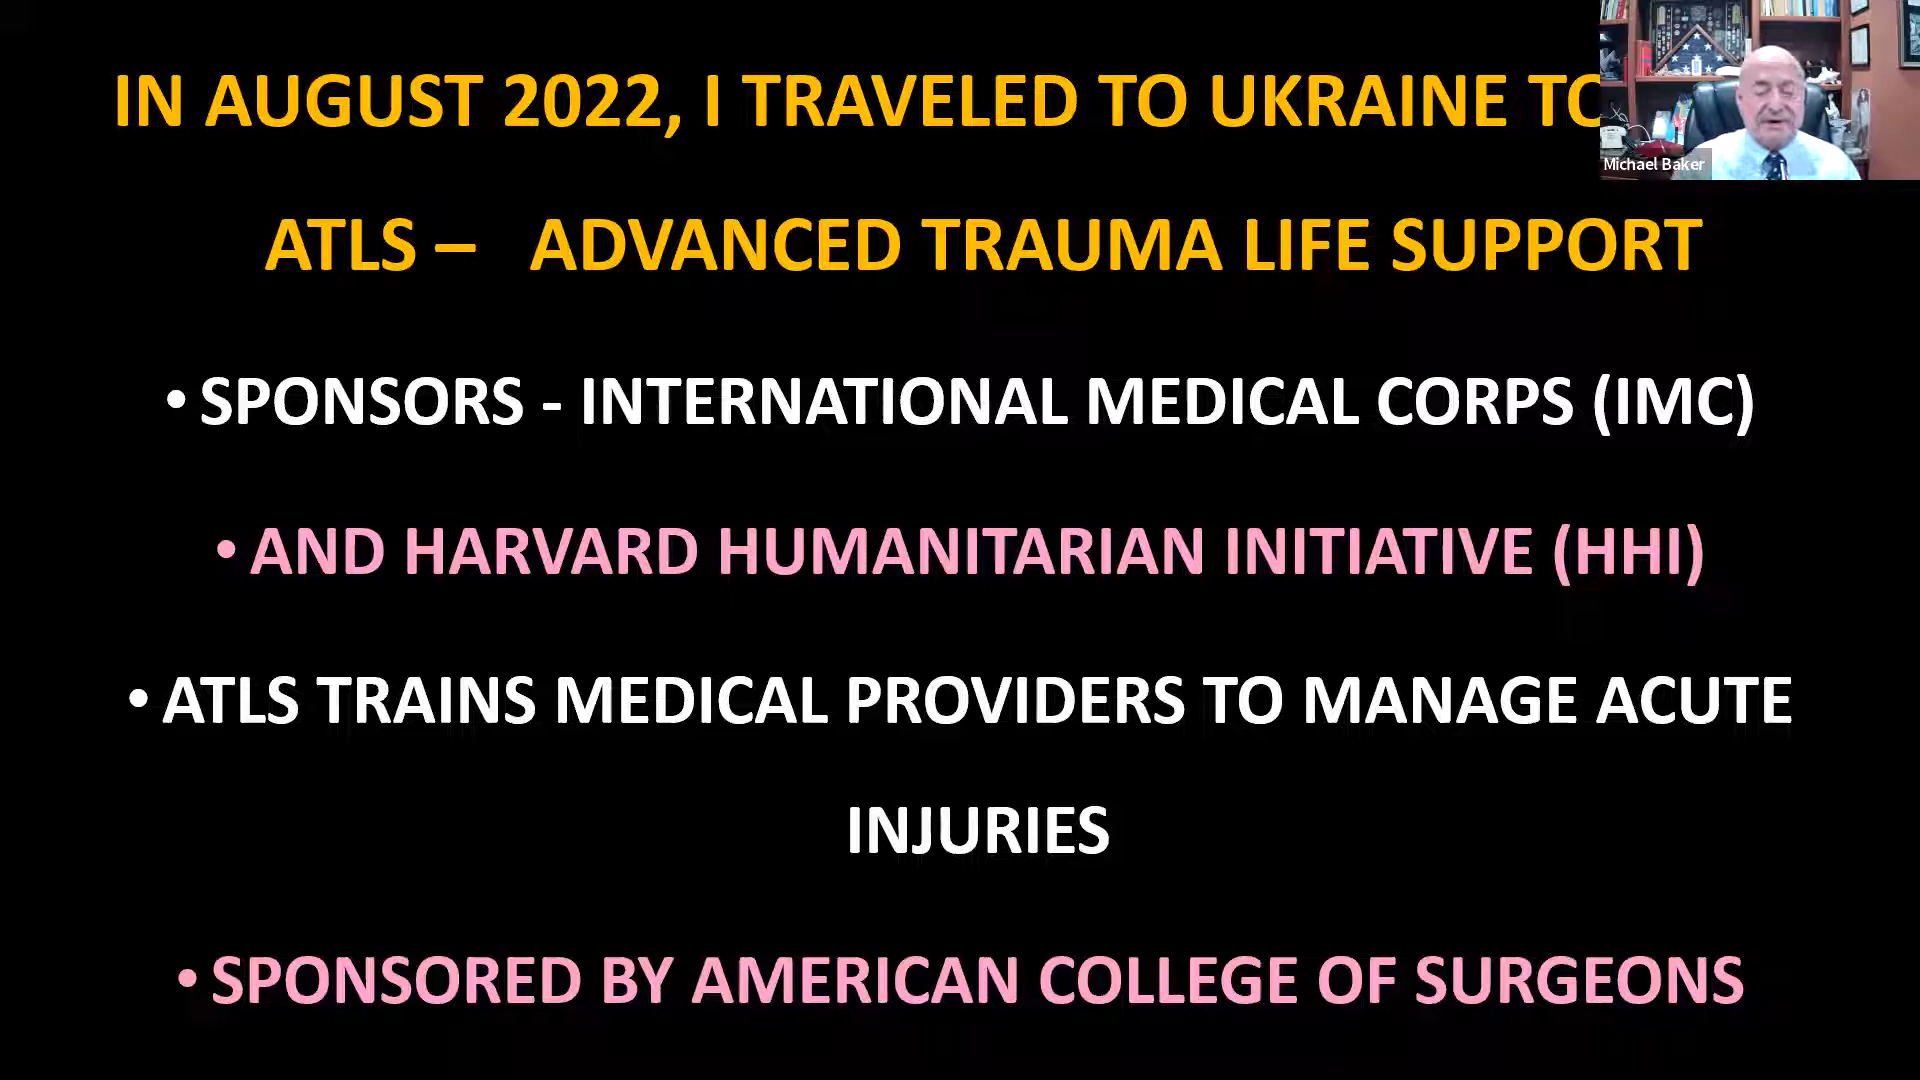 IN AUGUST 2022, I TRAVELED TO UKRAINE TO
Michael Baker
ATLS – ADVANCED TRAUMA LIFE SUPPORT
• SPONSORS - INTERNATIONAL MEDICAL CORPS (IMC)
• AND HARVARD HUMANITARIAN INITIATIVE (HHI)
• ATLS TRAINS MEDICAL PROVIDERS TO MANAGE ACUTE
INJURIES
• SPONSORED BY AMERICAN COLLEGE OF SURGEONS